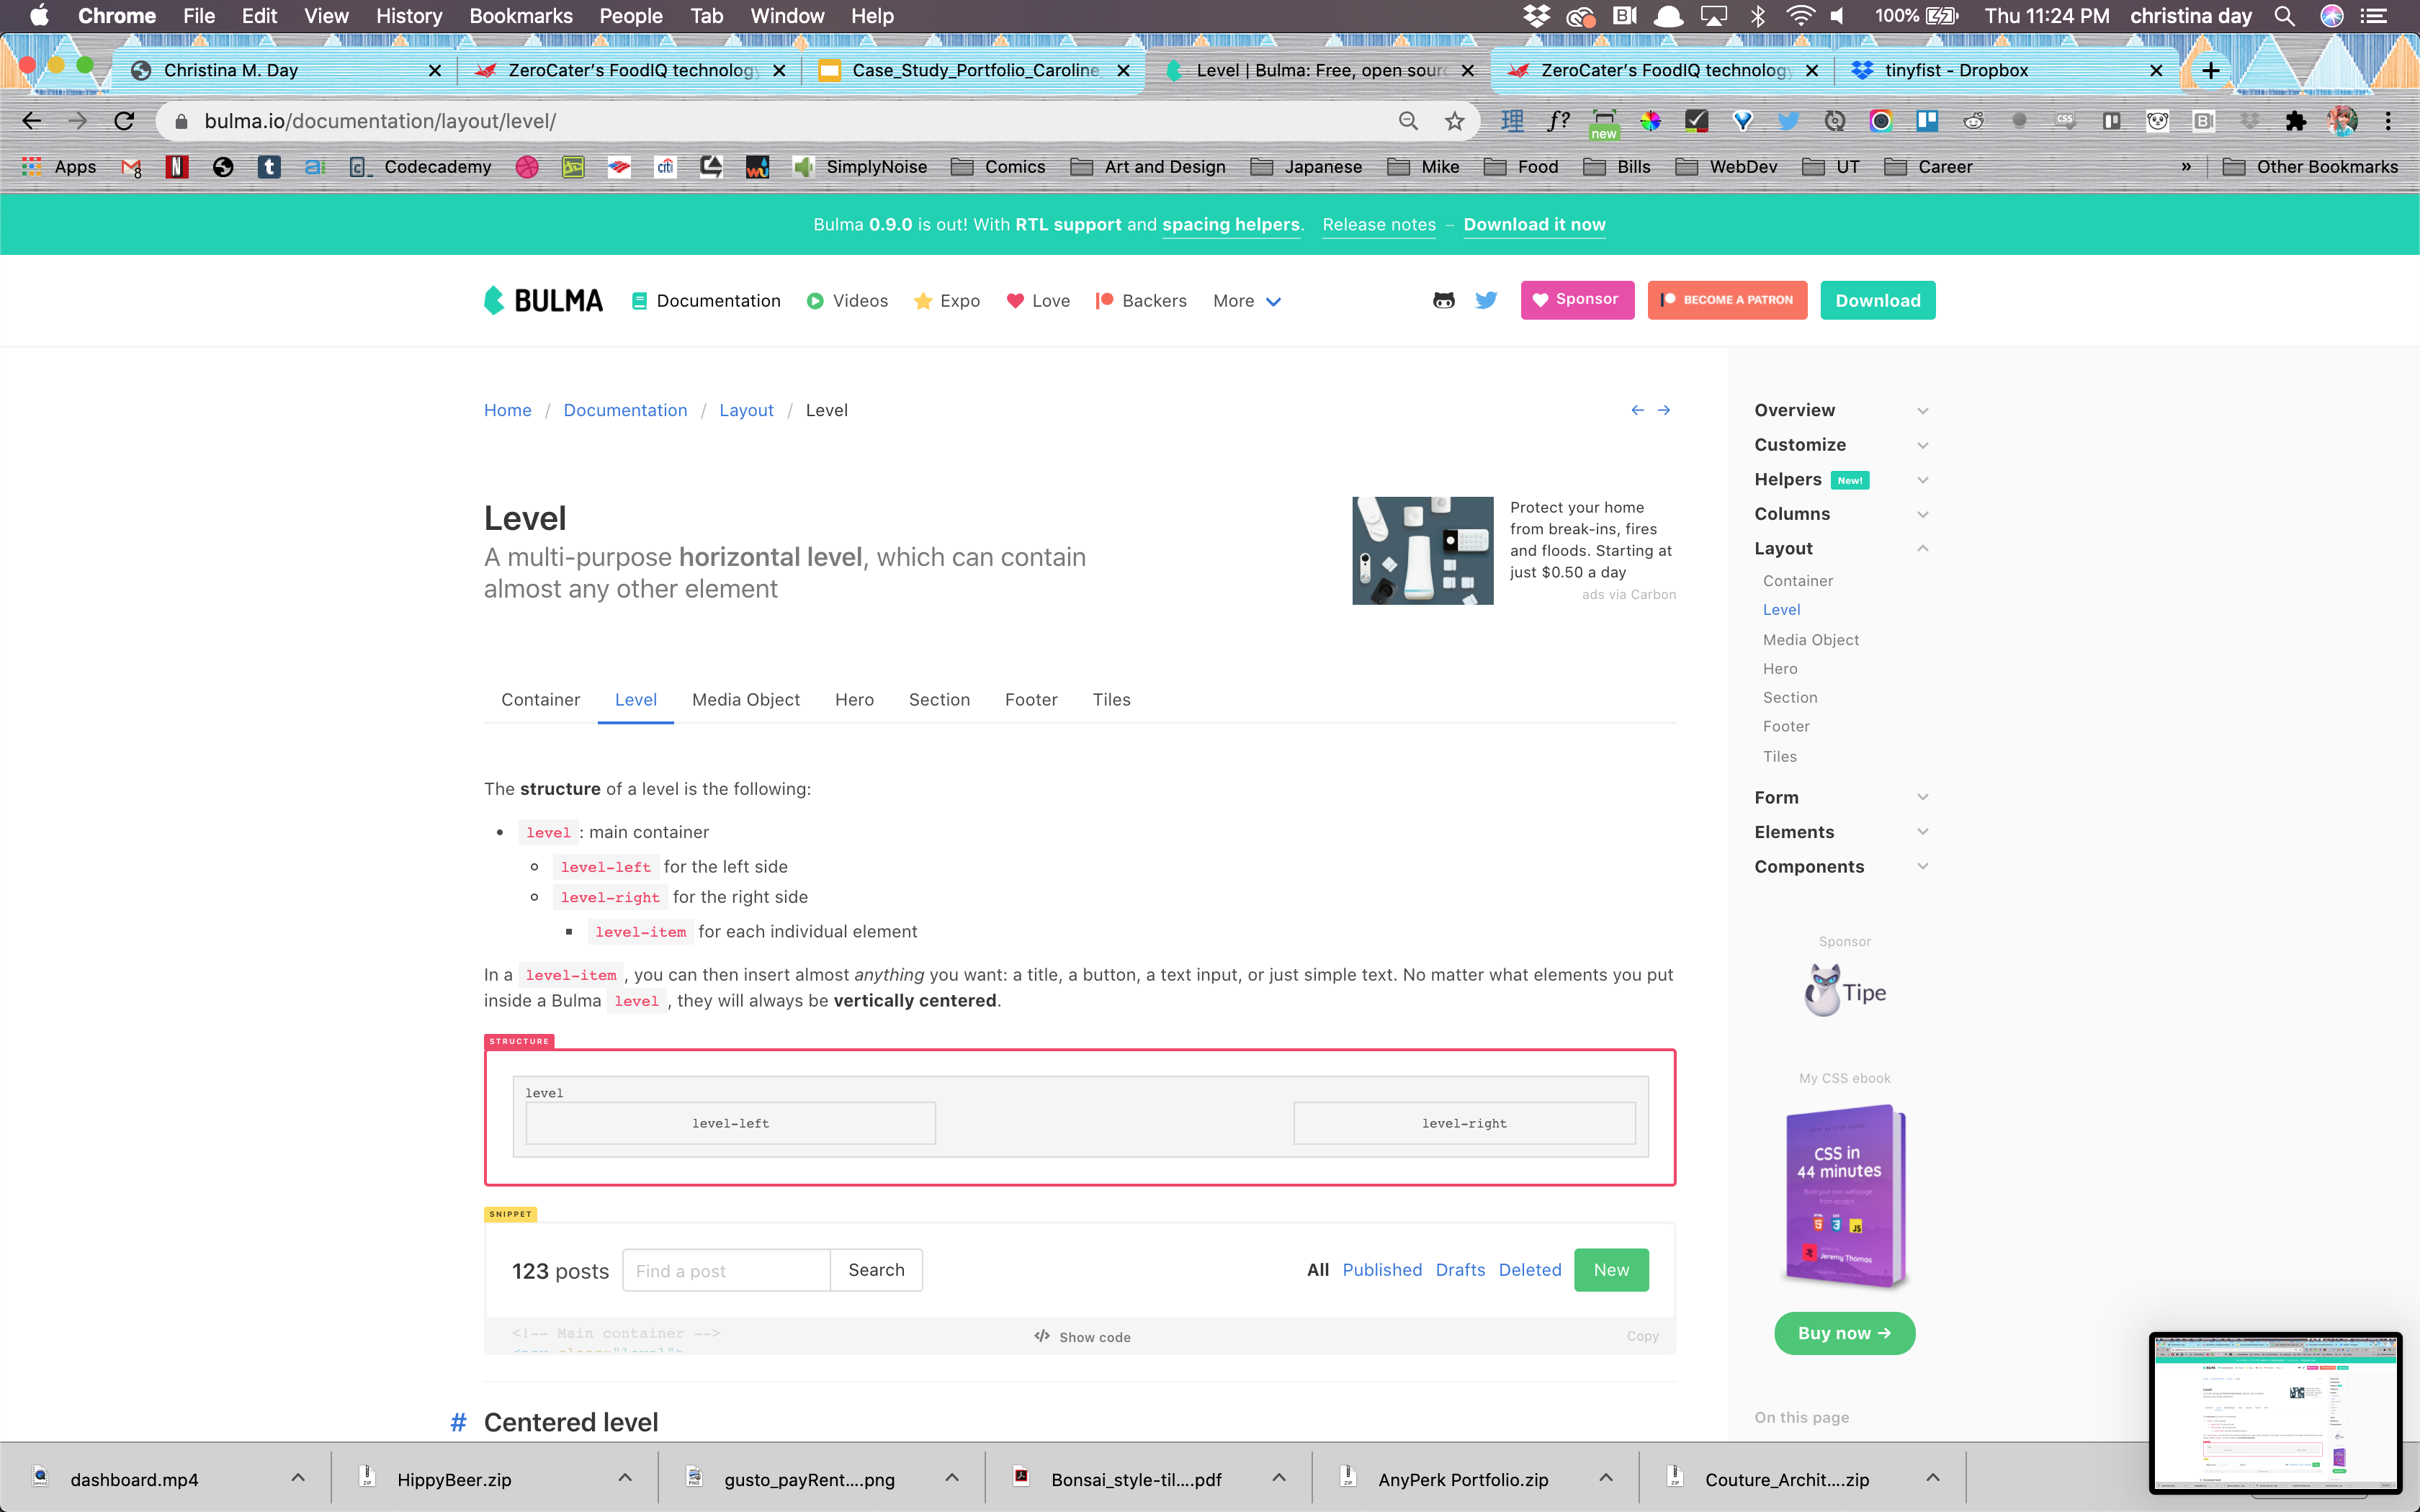 Chrome File Edit View History Bookmarks People Tab Window Help 100% Thu 11:24 PM christina day
Christina M. Day ZeroCater's FoodIQ technology Case_Study_Portfolio_Caroline_ Level | Bulma: Free, open sour ZeroCater's FoodIQ technology tinyfist - Dropbox
bulma.io/documentation/layout/level/ 理 f? new
Apps Codecademy SimplyNoise Comics Art and Design Japanese Mike Food Bills WebDev UT Career » Other Bookmarks
Bulma 0.9.0 is out! With RTL support and spacing helpers. Release notes – Download it now
BULMA Documentation Videos Expo Love Backers More Sponsor BECOME A PATRON Download
Home / Documentation / Layout / Level ← →
Level
A multi-purpose horizontal level, which can contain
almost any other element
Protect your home
from break-ins, fires
and floods. Starting at
just $0.50 a day
ads via Carbon
Container Level Media Object Hero Section Footer Tiles
The structure of a level is the following:
• level : main container
level-left for the left side
level-right for the right side
level-item for each individual element
In a level-item , you can then insert almost anything you want: a title, a button, a text input, or just simple text. No matter what elements you put
inside a Bulma level , they will always be vertically centered.
STRUCTURE
level
level-left level-right
SNIPPET
123 posts Find a post Search All Published Drafts Deleted New
<!-- Main container -->
</> Show code Copy
# Centered level
Overview
Customize
Helpers New!
Columns
Layout
Container
Level
Media Object
Hero
Section
Footer
Tiles
Form
Elements
Components
Sponsor
Tipe
My CSS ebook
CSS in
44 minutes
Build your own webpage
from scratch
Jeremy Thomas
Buy now →
On this page
dashboard.mp4 HippyBeer.zip gusto_payRent....png Bonsai_style-til....pdf AnyPerk Portfolio.zip Couture_Archit....zip